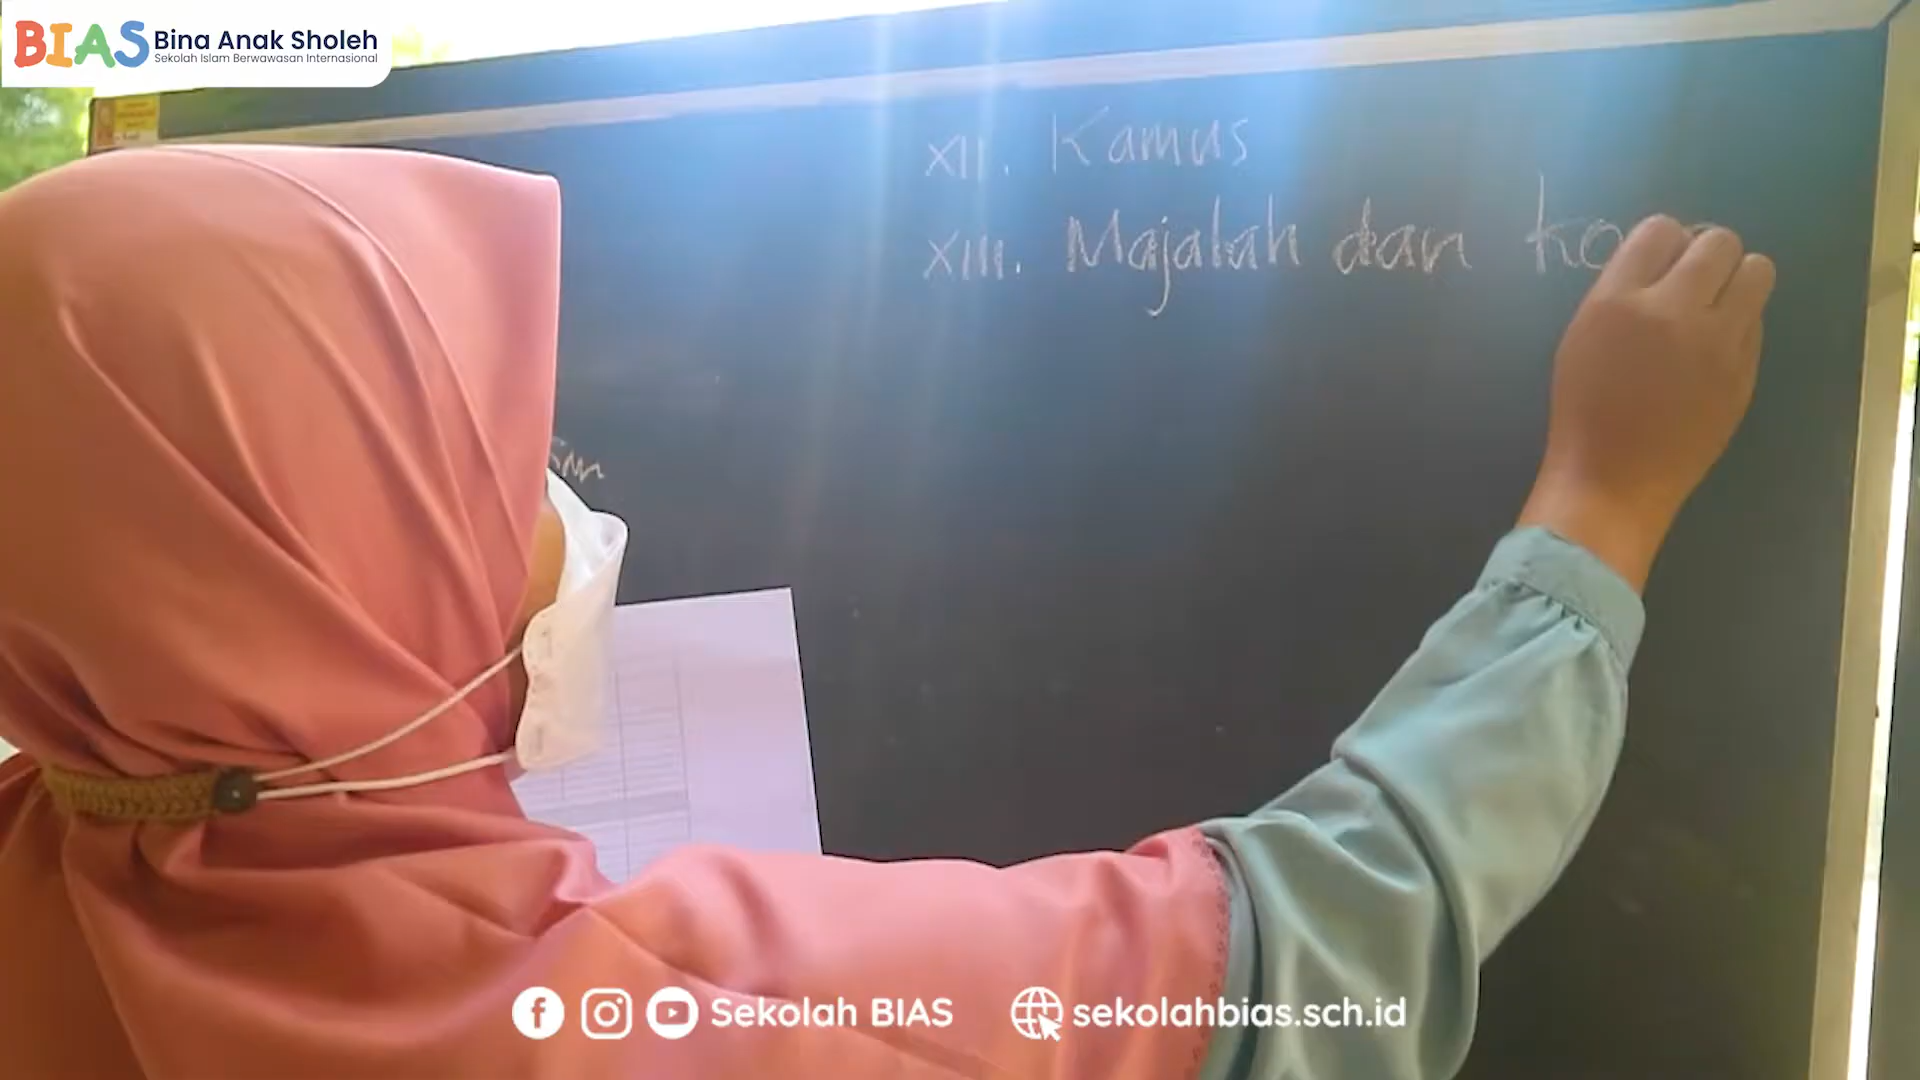 BIAS Bina Anak Sholeh
Sekolah Islam Berwawasan Internasional
XII. Kamus
XIII. Majalah dan
Sekolah BIAS
sekolahbias.sch.id